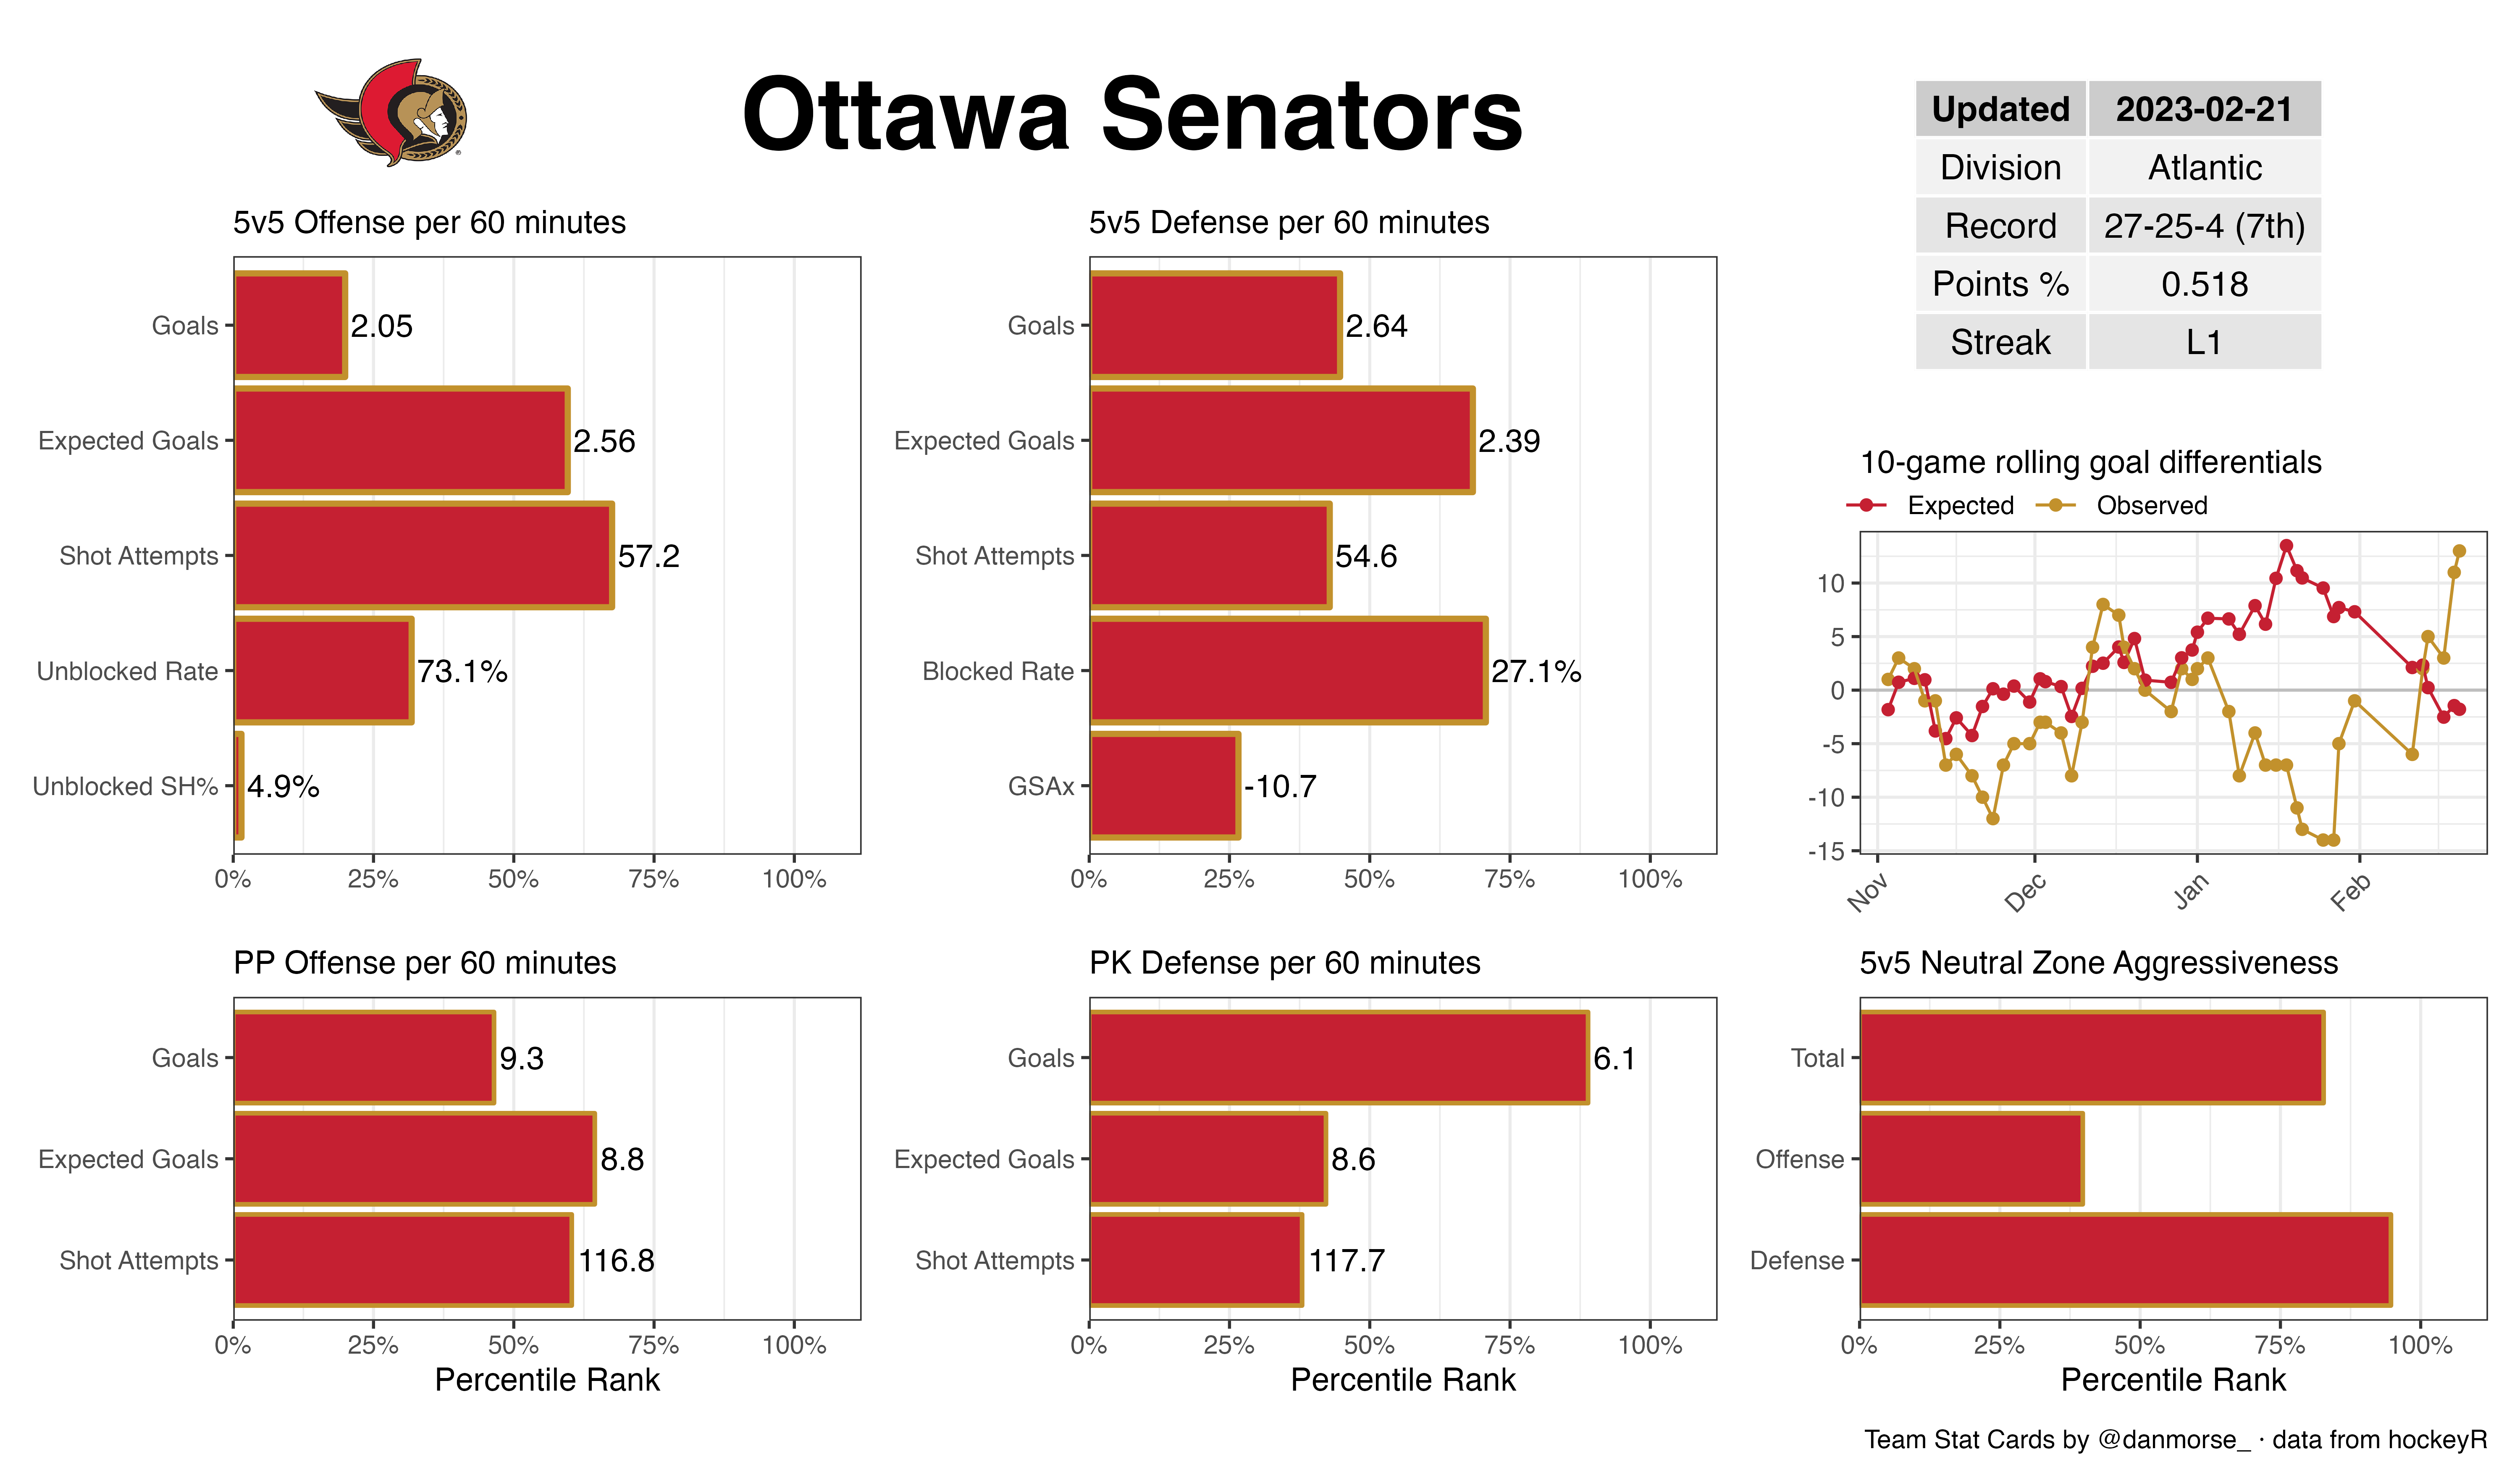 Ottawa Senators
Updated 2023-02-21
Division Atlantic
Record 27-25-4 (7th)
Points % 0.518
Streak L1
5v5 Offense per 60 minutes
Goals 2.05
Expected Goals 2.56
Shot Attempts 57.2
Unblocked Rate 73.1%
Unblocked SH% 4.9%
0% 25% 50% 75% 100%
5v5 Defense per 60 minutes
Goals 2.64
Expected Goals 2.39
Shot Attempts 54.6
Blocked Rate 27.1%
GSAx -10.7
0% 25% 50% 75% 100%
10-game rolling goal differentials
Expected Observed
10
5
0
-5
-10
-15
Nov Dec Jan Feb
PP Offense per 60 minutes
Goals 9.3
Expected Goals 8.8
Shot Attempts 116.8
0% 25% 50% 75% 100%
Percentile Rank
PK Defense per 60 minutes
Goals 6.1
Expected Goals 8.6
Shot Attempts 117.7
0% 25% 50% 75% 100%
Percentile Rank
5v5 Neutral Zone Aggressiveness
Total
Offense
Defense
0% 25% 50% 75% 100%
Percentile Rank
Team Stat Cards by @danmorse_ · data from hockeyR